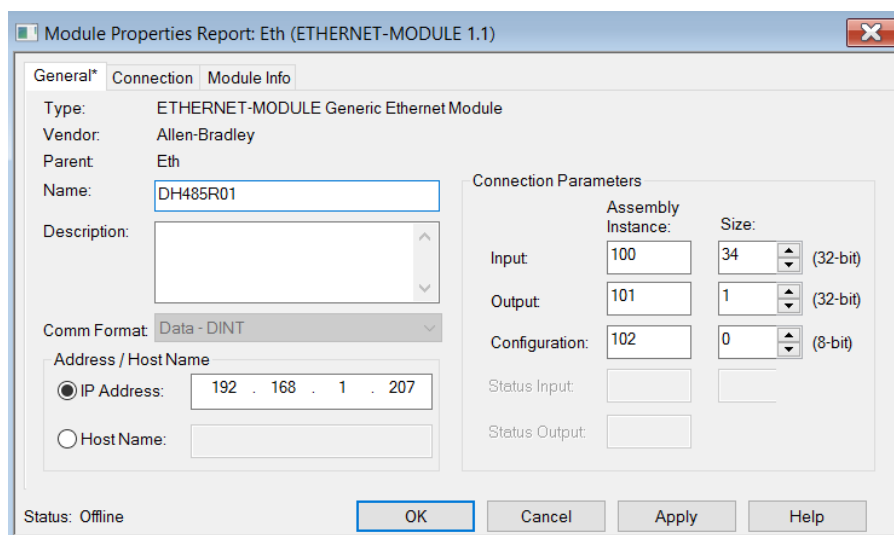 Module Properties Report: Eth (ETHERNET-MODULE 1.1)
General* Connection Module Info
Type: ETHERNET-MODULE Generic Ethernet Module
Vendor: Allen-Bradley
Parent: Eth
Name: DH485R01
Description:
Comm Format: Data - DINT
Address / Host Name
IP Address: 192 . 168 . 1 . 207
Host Name:
Connection Parameters
Assembly
Instance: Size:
Input: 100 34 (32-bit)
Output: 101 1 (32-bit)
Configuration: 102 0 (8-bit)
Status Input:
Status Output:
Status: Offline OK Cancel Apply Help